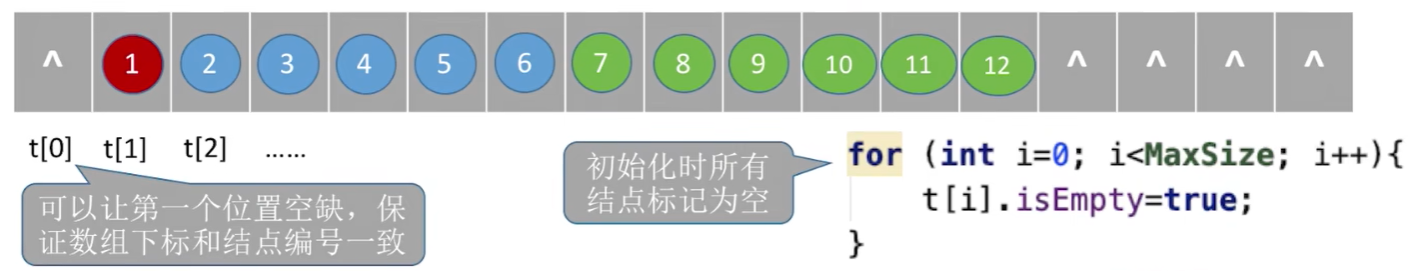 ^ 1 2 3 4 5 6 7 8 9 10 11 12 ^ ^ ^ ^
t[0] t[1] t[2] ......
可以让第一个位置空缺，保
证数组下标和结点编号一致
初始化时所有
结点标记为空
for (int i=0; i<MaxSize; i++){
t[i].isEmpty=true;
}